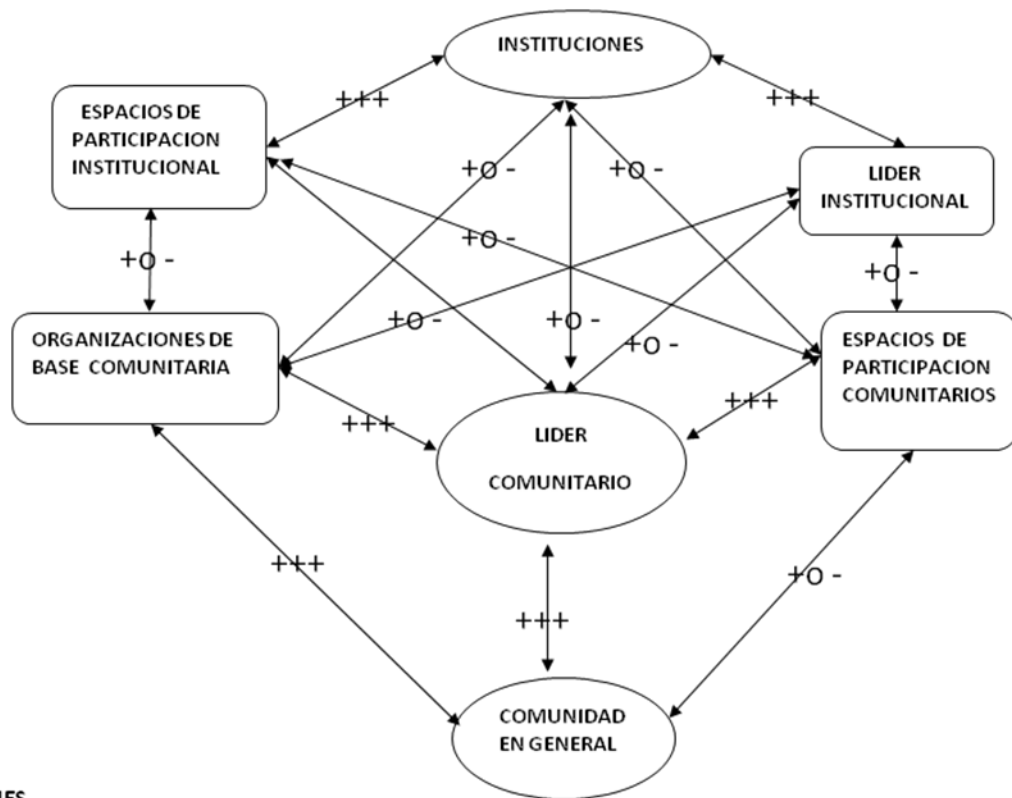 INSTITUCIONES
ESPACIOS DE
PARTICIPACION
INSTITUCIONAL
+++
+++
LIDER
INSTITUCIONAL
+O -
+O -
+O -
+O -
+O -
+O -
+O -
+O -
ORGANIZACIONES DE
BASE COMUNITARIA
ESPACIOS DE
PARTICIPACION
COMUNITARIOS
+++
+++
LIDER
COMUNITARIO
+++
+++
+O -
COMUNIDAD
EN GENERAL